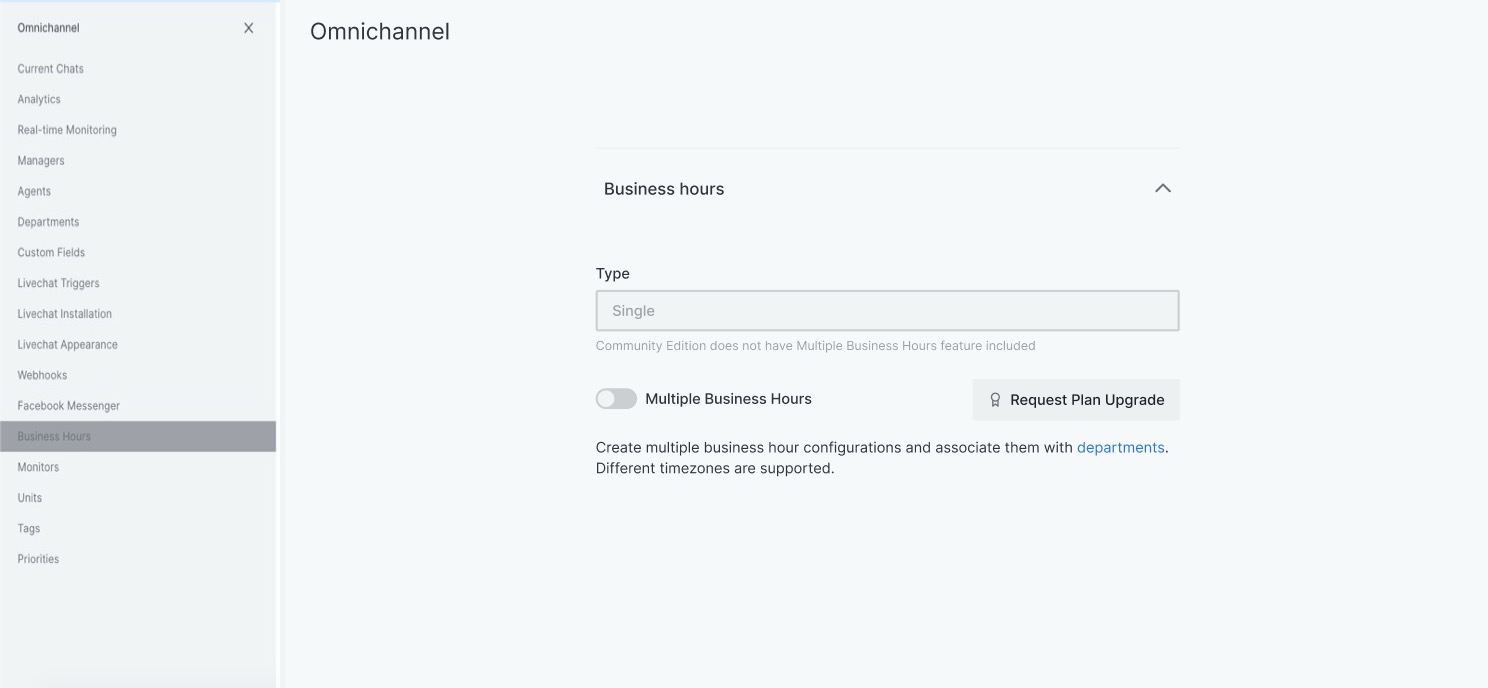 Omnichannel
X
Current Chats
Analytics
Real-time Monitoring
Managers
Agents
Departments
Custom Fields
Livechat Triggers
Livechat Installation
Livechat Appearance
Webhooks
Facebook Messenger
Business Hours
Monitors
Units
Tags
Priorities
Omnichannel
Business hours
Type
Single
Community Edition does not have Multiple Business Hours feature included
Multiple Business Hours
Request Plan Upgrade
Create multiple business hour configurations and associate them with departments.
Different timezones are supported.